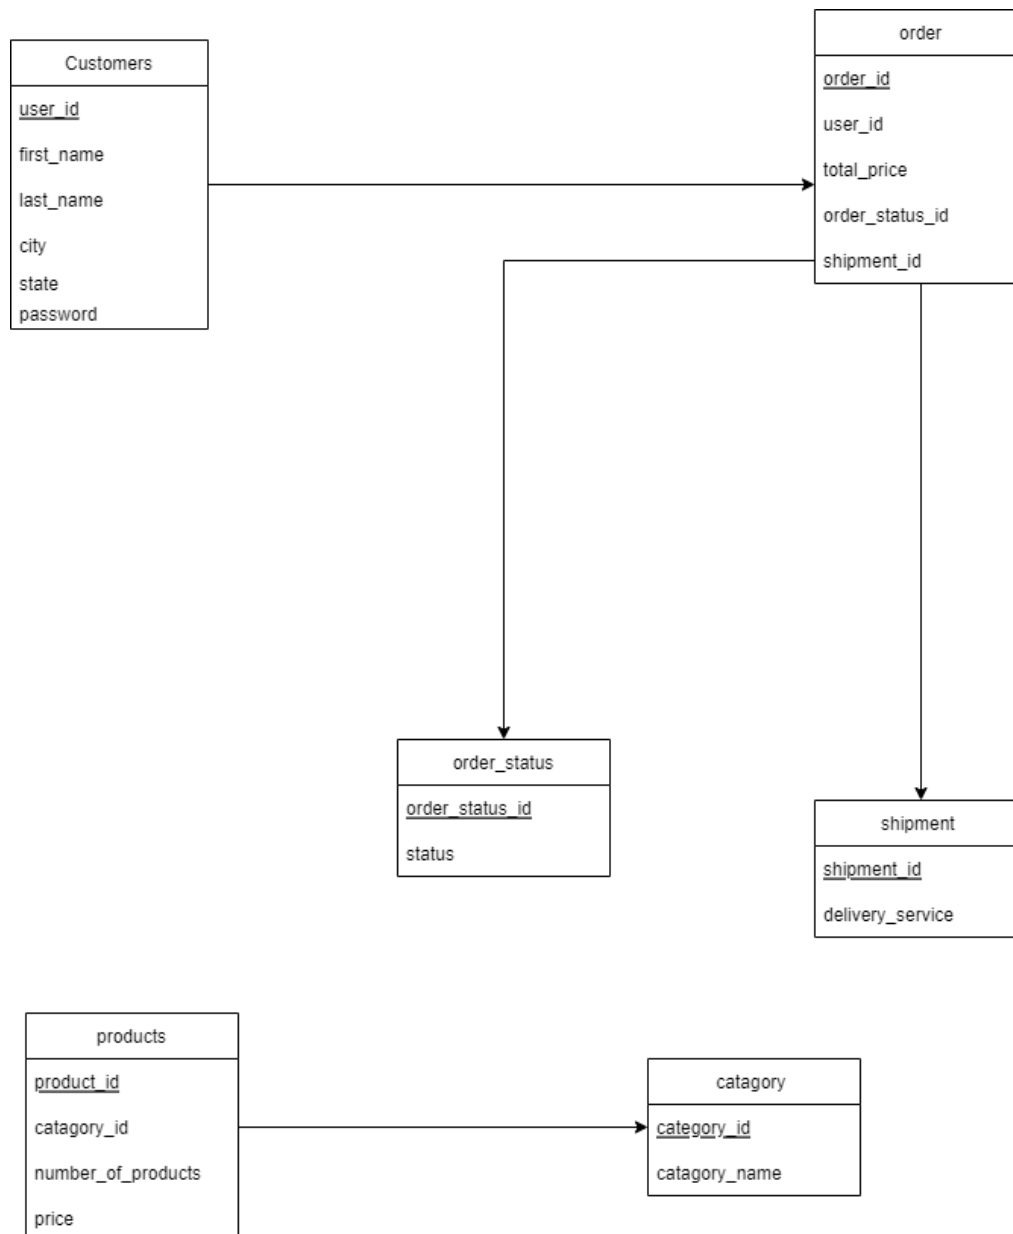 Customers
user_id
first_name
last_name
city
state
password
order
order_id
user_id
total_price
order_status_id
shipment_id
order_status
order_status_id
status
shipment
shipment_id
delivery_service
products
product_id
catagory_id
number_of_products
price
catagory
category_id
catagory_name